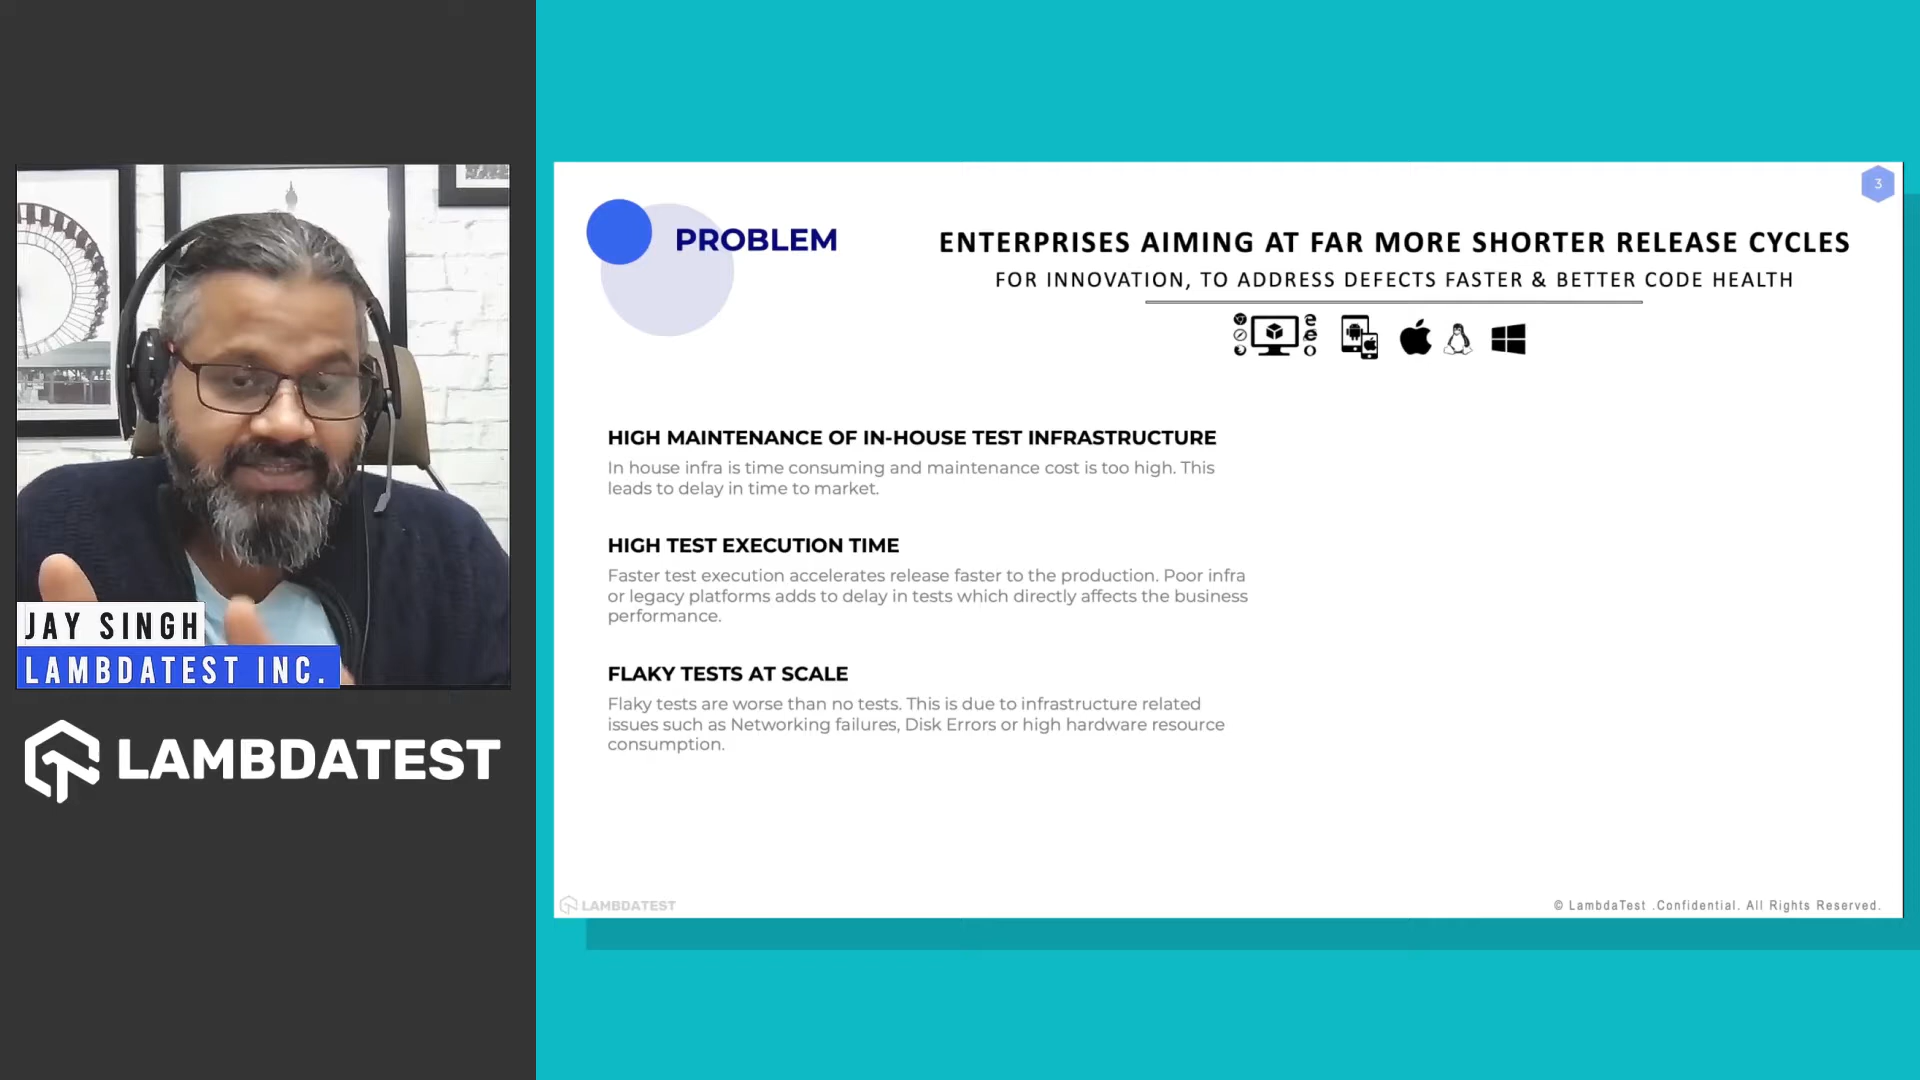 JAY SINGH
LAMBDATEST INC.
LAMBDATEST
3
PROBLEM
ENTERPRISES AIMING AT FAR MORE SHORTER RELEASE CYCLES
FOR INNOVATION, TO ADDRESS DEFECTS FASTER & BETTER CODE HEALTH
HIGH MAINTENANCE OF IN-HOUSE TEST INFRASTRUCTURE
In house infra is time consuming and maintenance cost is too high. This
leads to delay in time to market.
HIGH TEST EXECUTION TIME
Faster test execution accelerates release faster to the production. Poor infra
or legacy platforms adds to delay in tests which directly affects the business
performance.
FLAKY TESTS AT SCALE
Flaky tests are worse than no tests. This is due to infrastructure related
issues such as Networking failures, Disk Errors or high hardware resource
consumption.
LAMBDATEST
© LambdaTest .Confidential. All Rights Reserved.